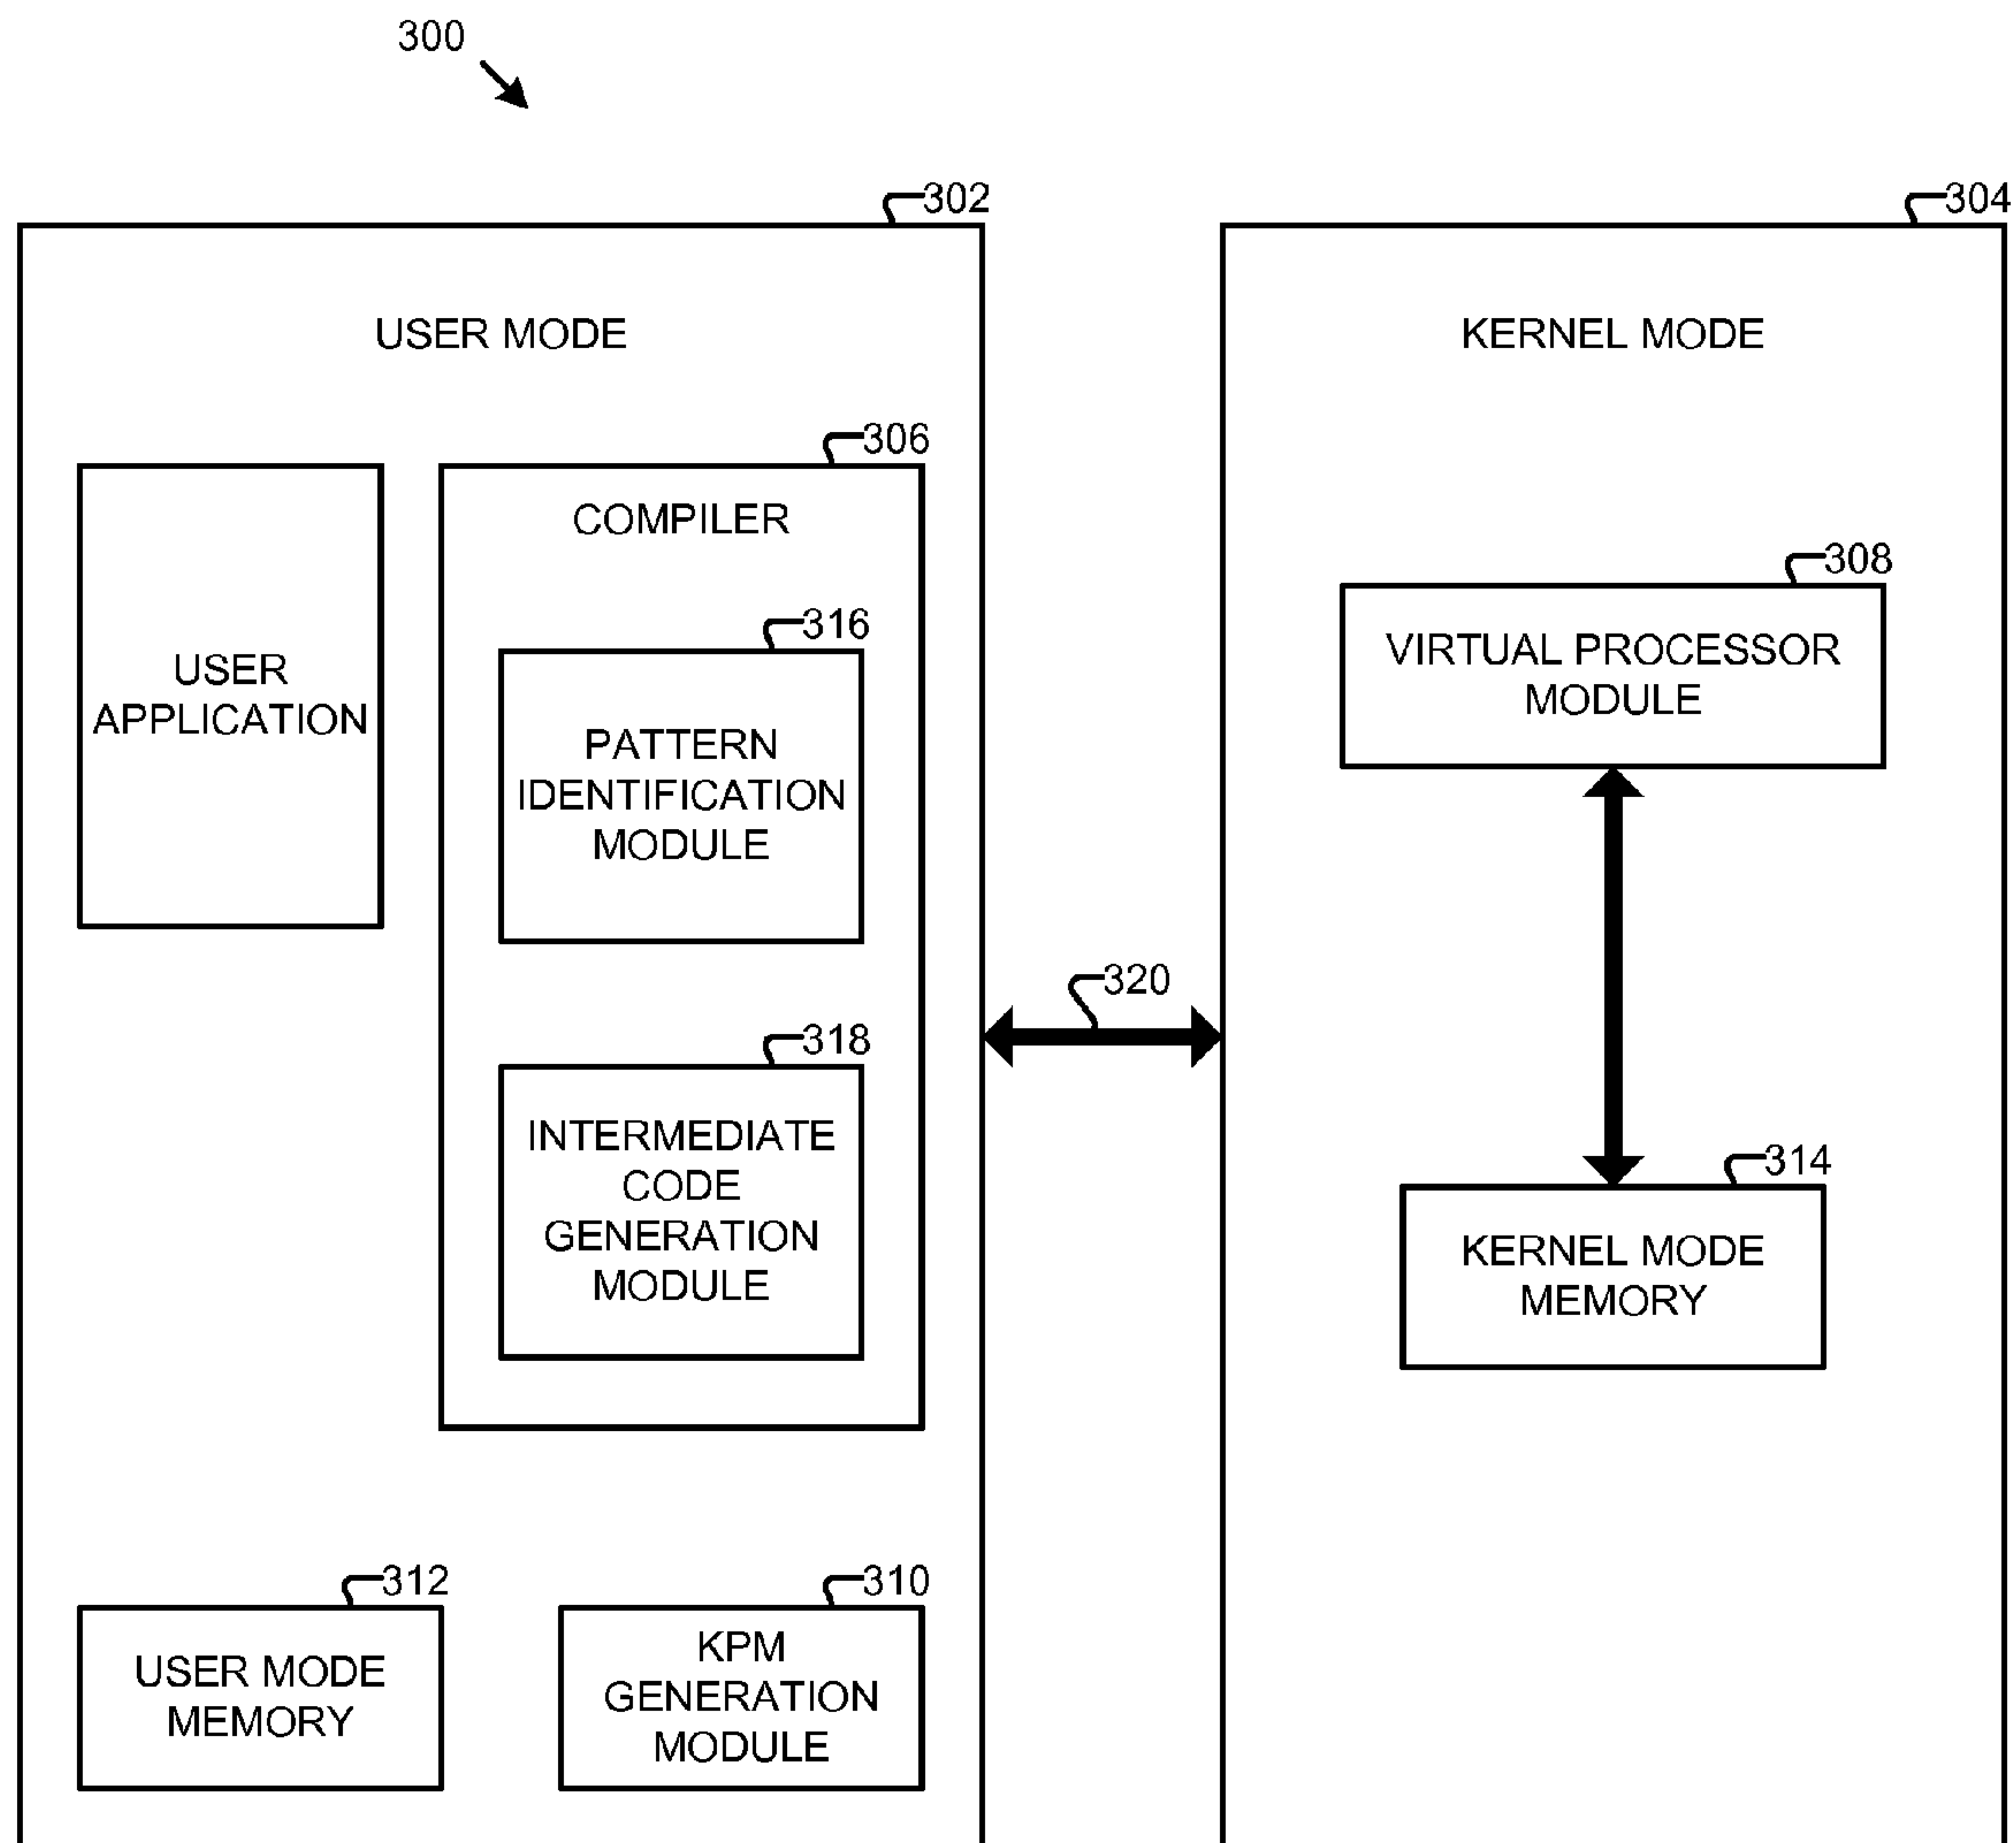 300
302
304
USER MODE
KERNEL MODE
306
COMPILER
308
316
VIRTUAL PROCESSOR
MODULE
USER
APPLICATION
PATTERN
IDENTIFICATION
MODULE
320
318
INTERMEDIATE
CODE
GENERATION
MODULE
314
KERNEL MODE
MEMORY
312
310
USER MODE
MEMORY
KPM
GENERATION
MODULE